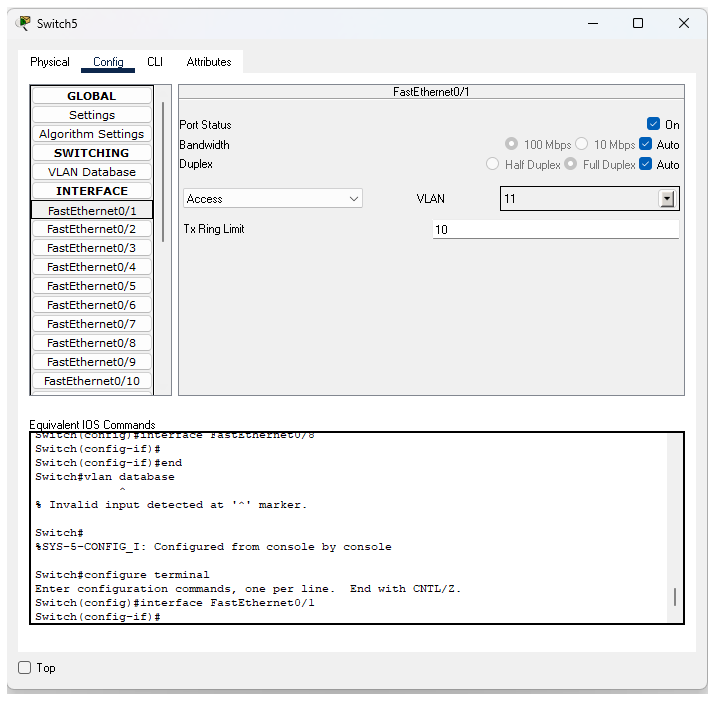 Switch5
Physical Config CLI Attributes
GLOBAL
Settings
Algorithm Settings
SWITCHING
VLAN Database
INTERFACE
FastEthernet0/1
FastEthernet0/2
FastEthernet0/3
FastEthernet0/4
FastEthernet0/5
FastEthernet0/6
FastEthernet0/7
FastEthernet0/8
FastEthernet0/9
FastEthernet0/10
FastEthernet0/1
Port Status On
Bandwidth 100 Mbps 10 Mbps Auto
Duplex Half Duplex Full Duplex Auto
Access VLAN 11
Tx Ring Limit 10
Equivalent IOS Commands
Switch(config)#interface FastEthernet0/8
Switch(config-if)#
Switch(config-if)#end
Switch#vlan database
^
% Invalid input detected at '^' marker.
Switch#
%SYS-5-CONFIG_I: Configured from console by console
Switch#configure terminal
Enter configuration commands, one per line. End with CNTL/Z.
Switch(config)#interface FastEthernet0/1
Switch(config-if)#
Top